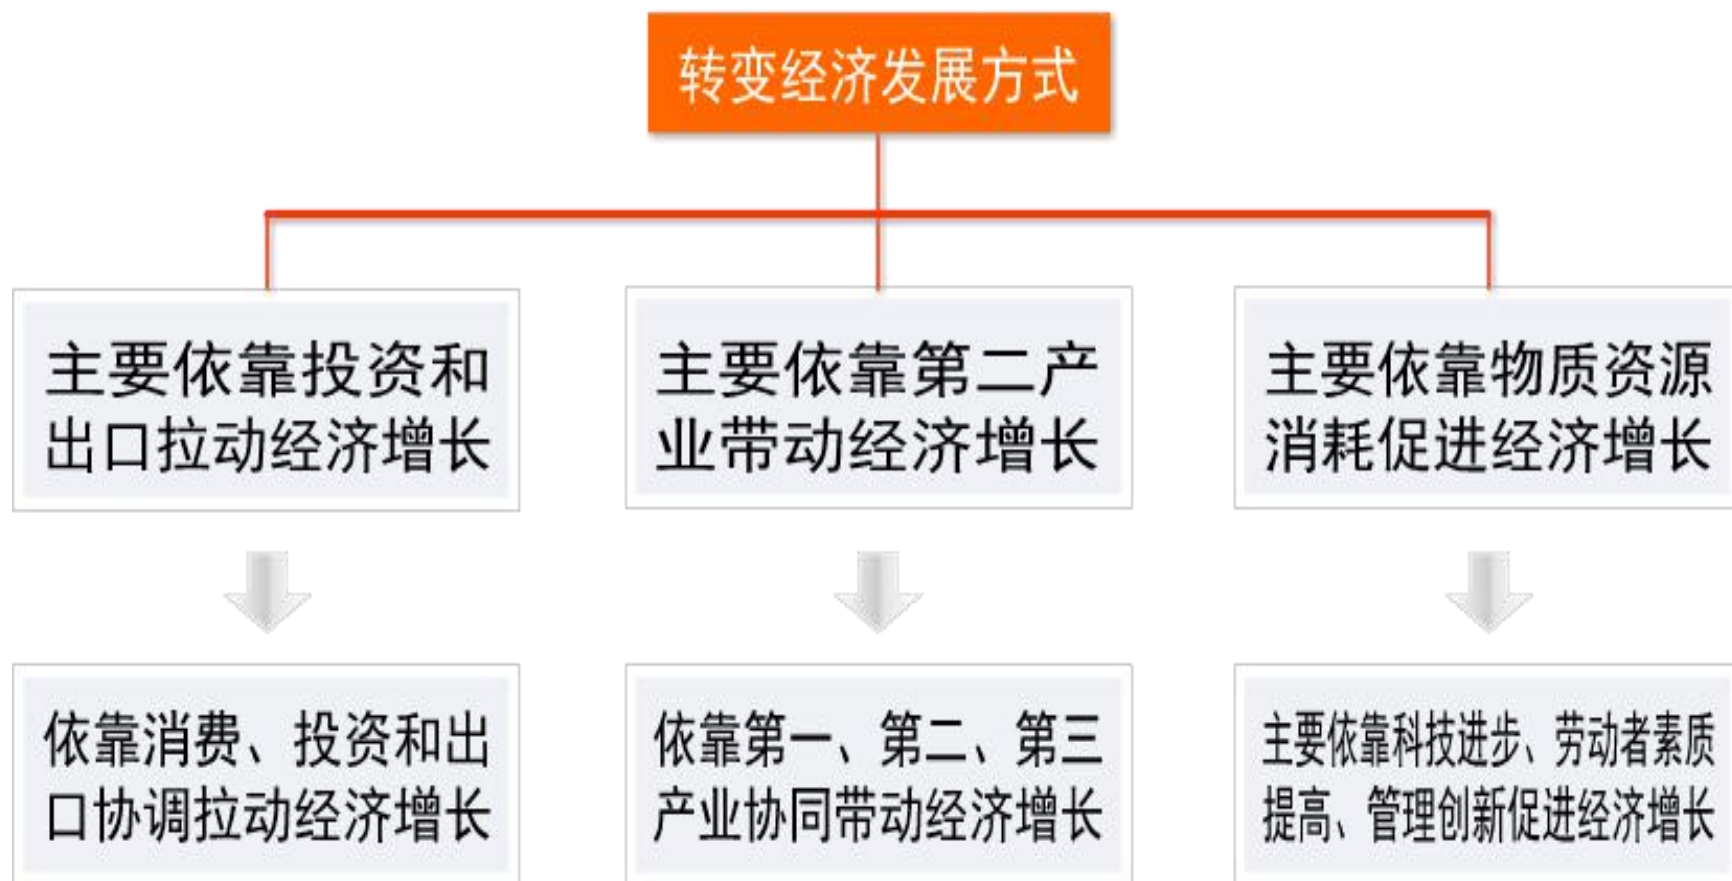 转变经济发展方式
主要依靠投资和
出口拉动经济增长
主要依靠第二产
业带动经济增长
主要依靠物质资源
消耗促进经济增长
依靠消费、投资和出
口协调拉动经济增长
依靠第一、第二、第三
产业协同带动经济增长
主要依靠科技进步、劳动者素质
提高、管理创新促进经济增长